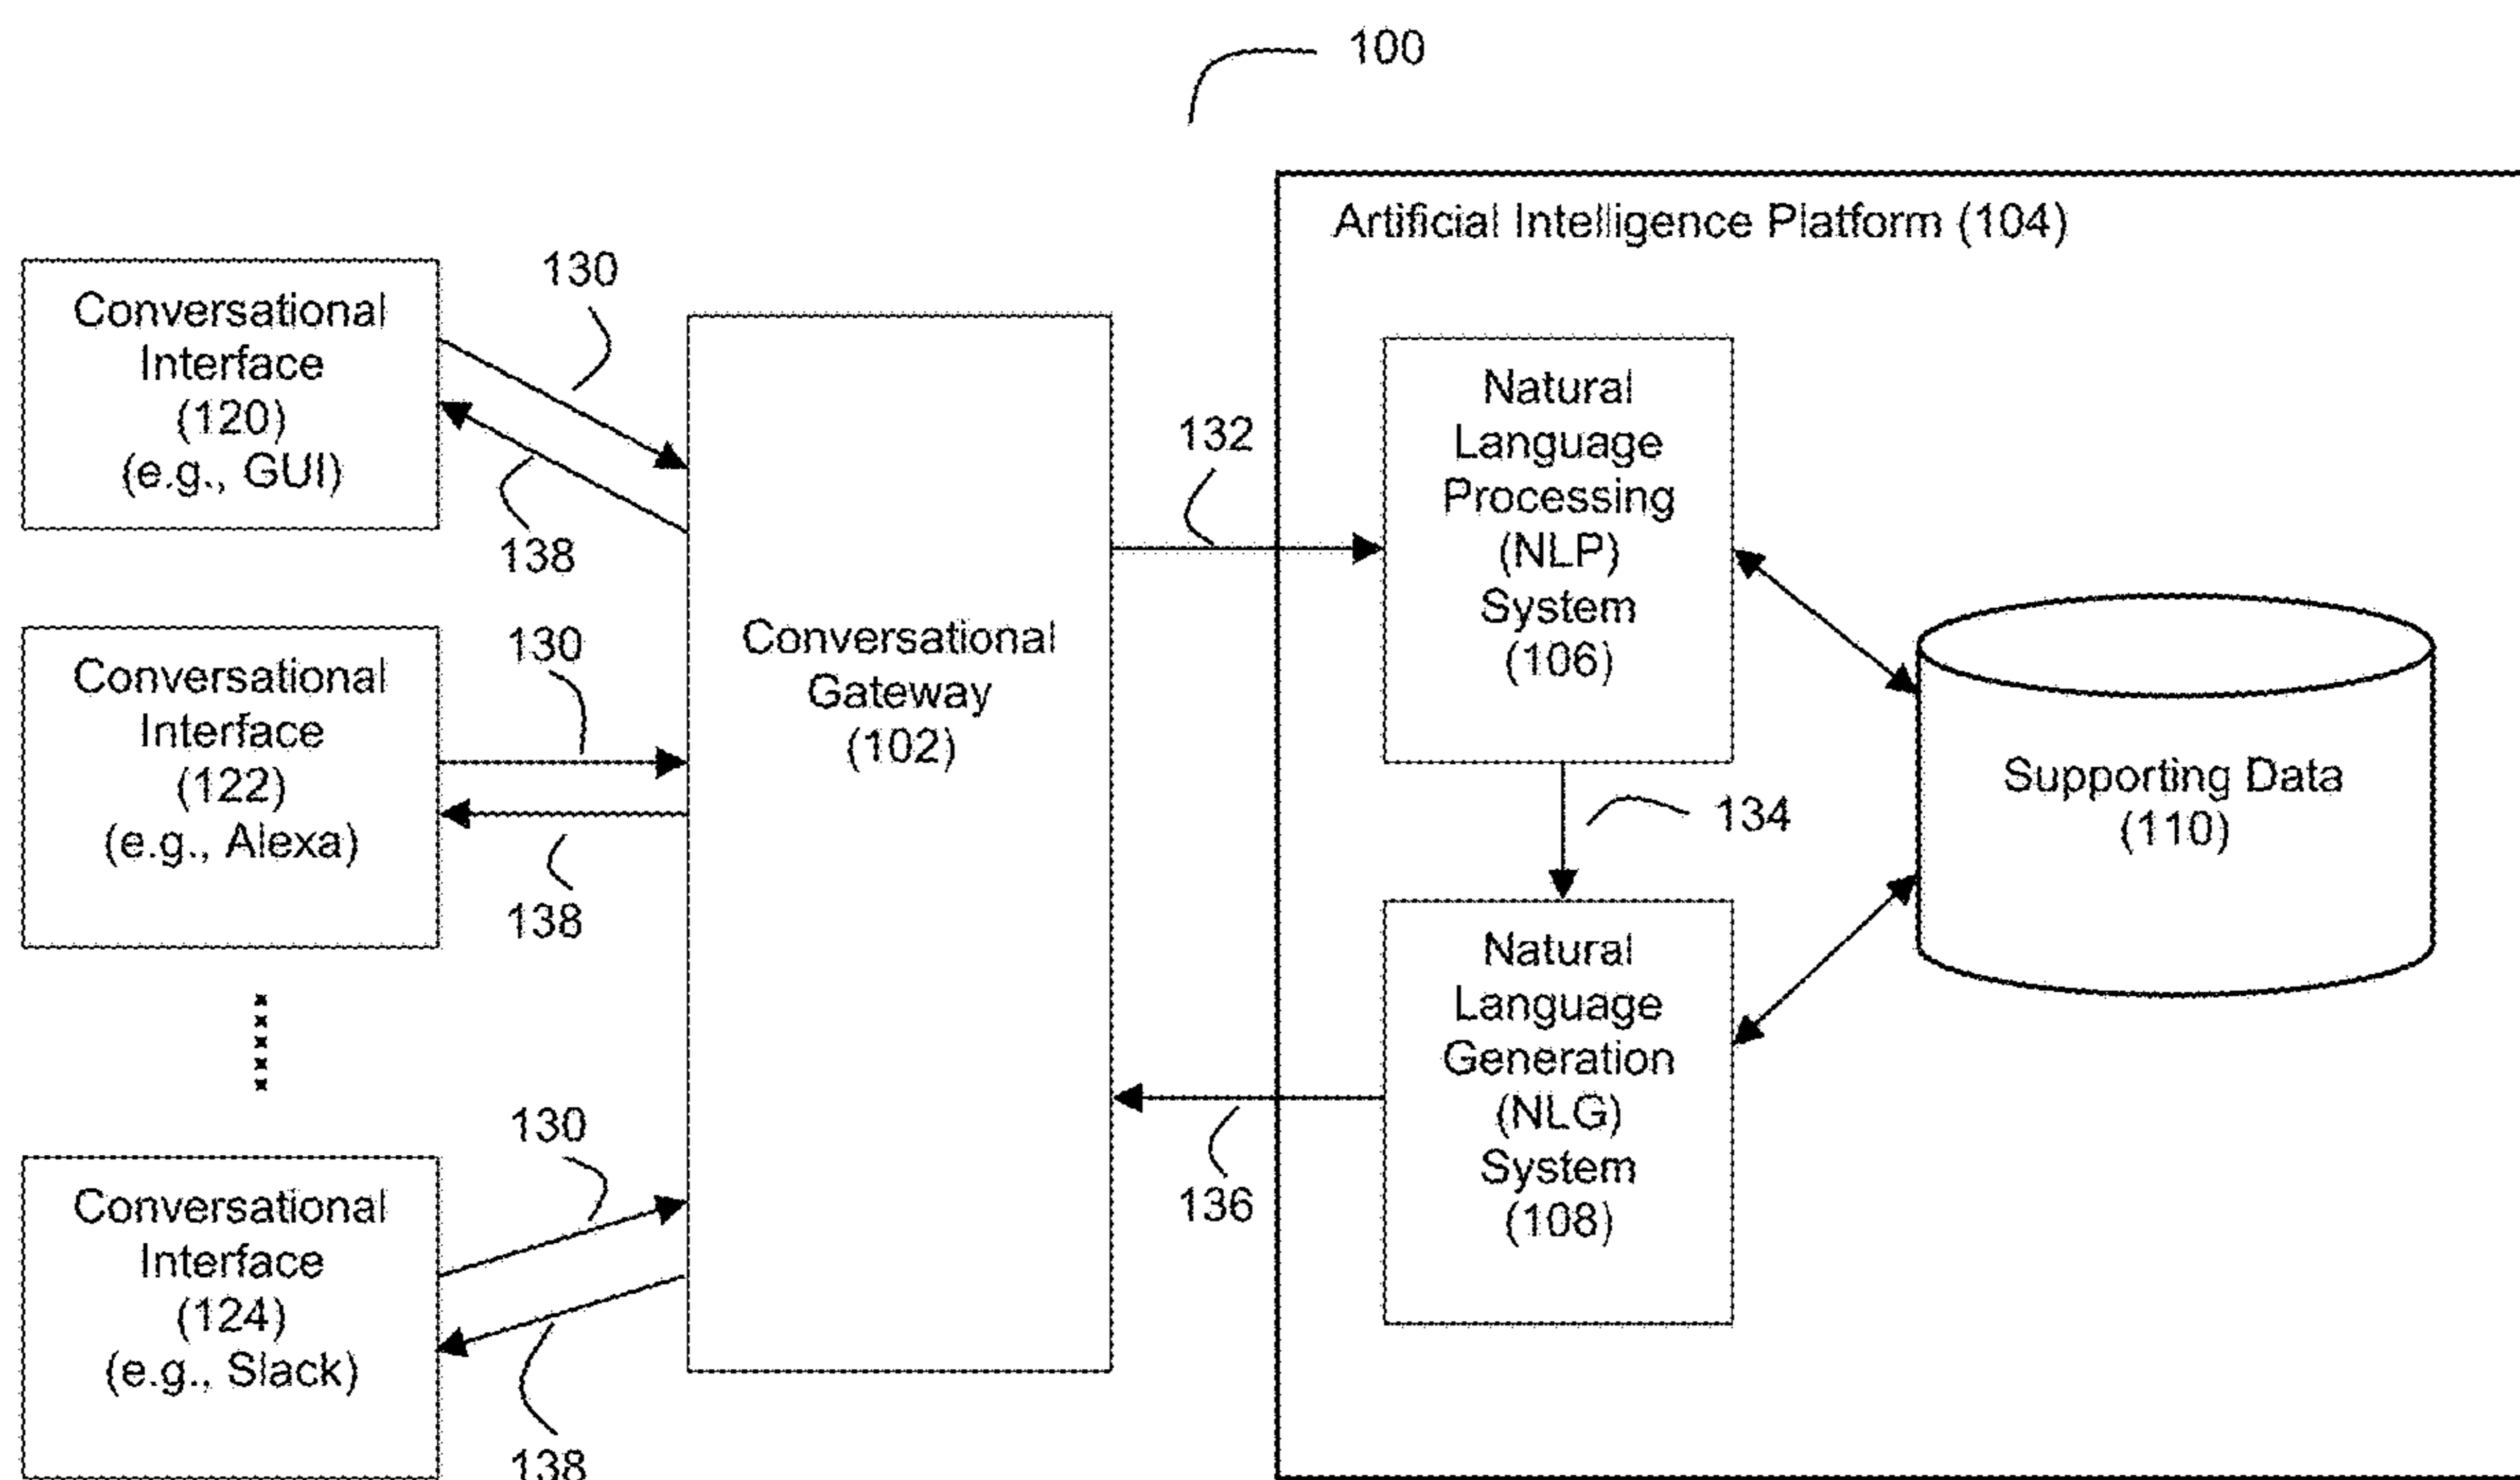 100
Artificial Intelligence Platform (104)
Conversational
Interface
(120)
(e.g., GUI)
130
138
Conversational
Interface
(122)
(e.g., Alexa)
130
138
Conversational
Interface
(124)
(e.g., Slack)
130
138
Conversational
Gateway
(102)
132
136
Natural
Language
Processing
(NLP)
System
(106)
134
Natural
Language
Generation
(NLG)
System
(108)
Supporting Data
(110)